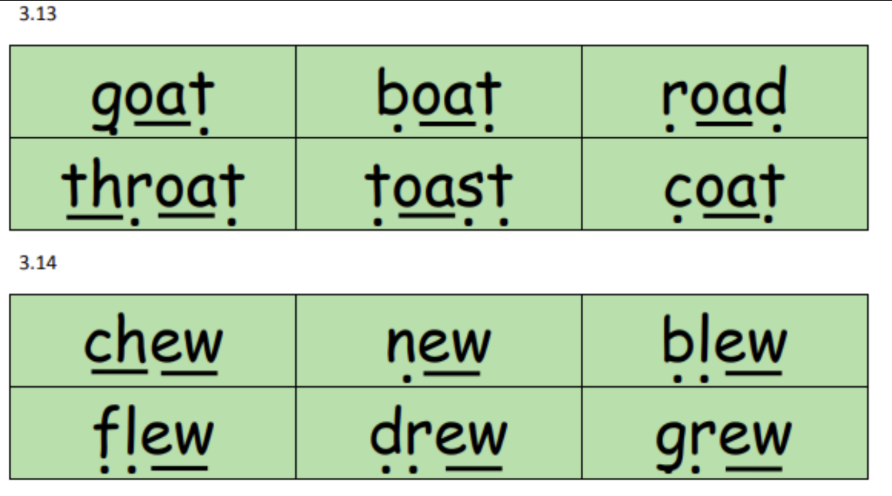 3.13
goat boat road
throat toast coat
3.14
chew new blew
flew drew grew